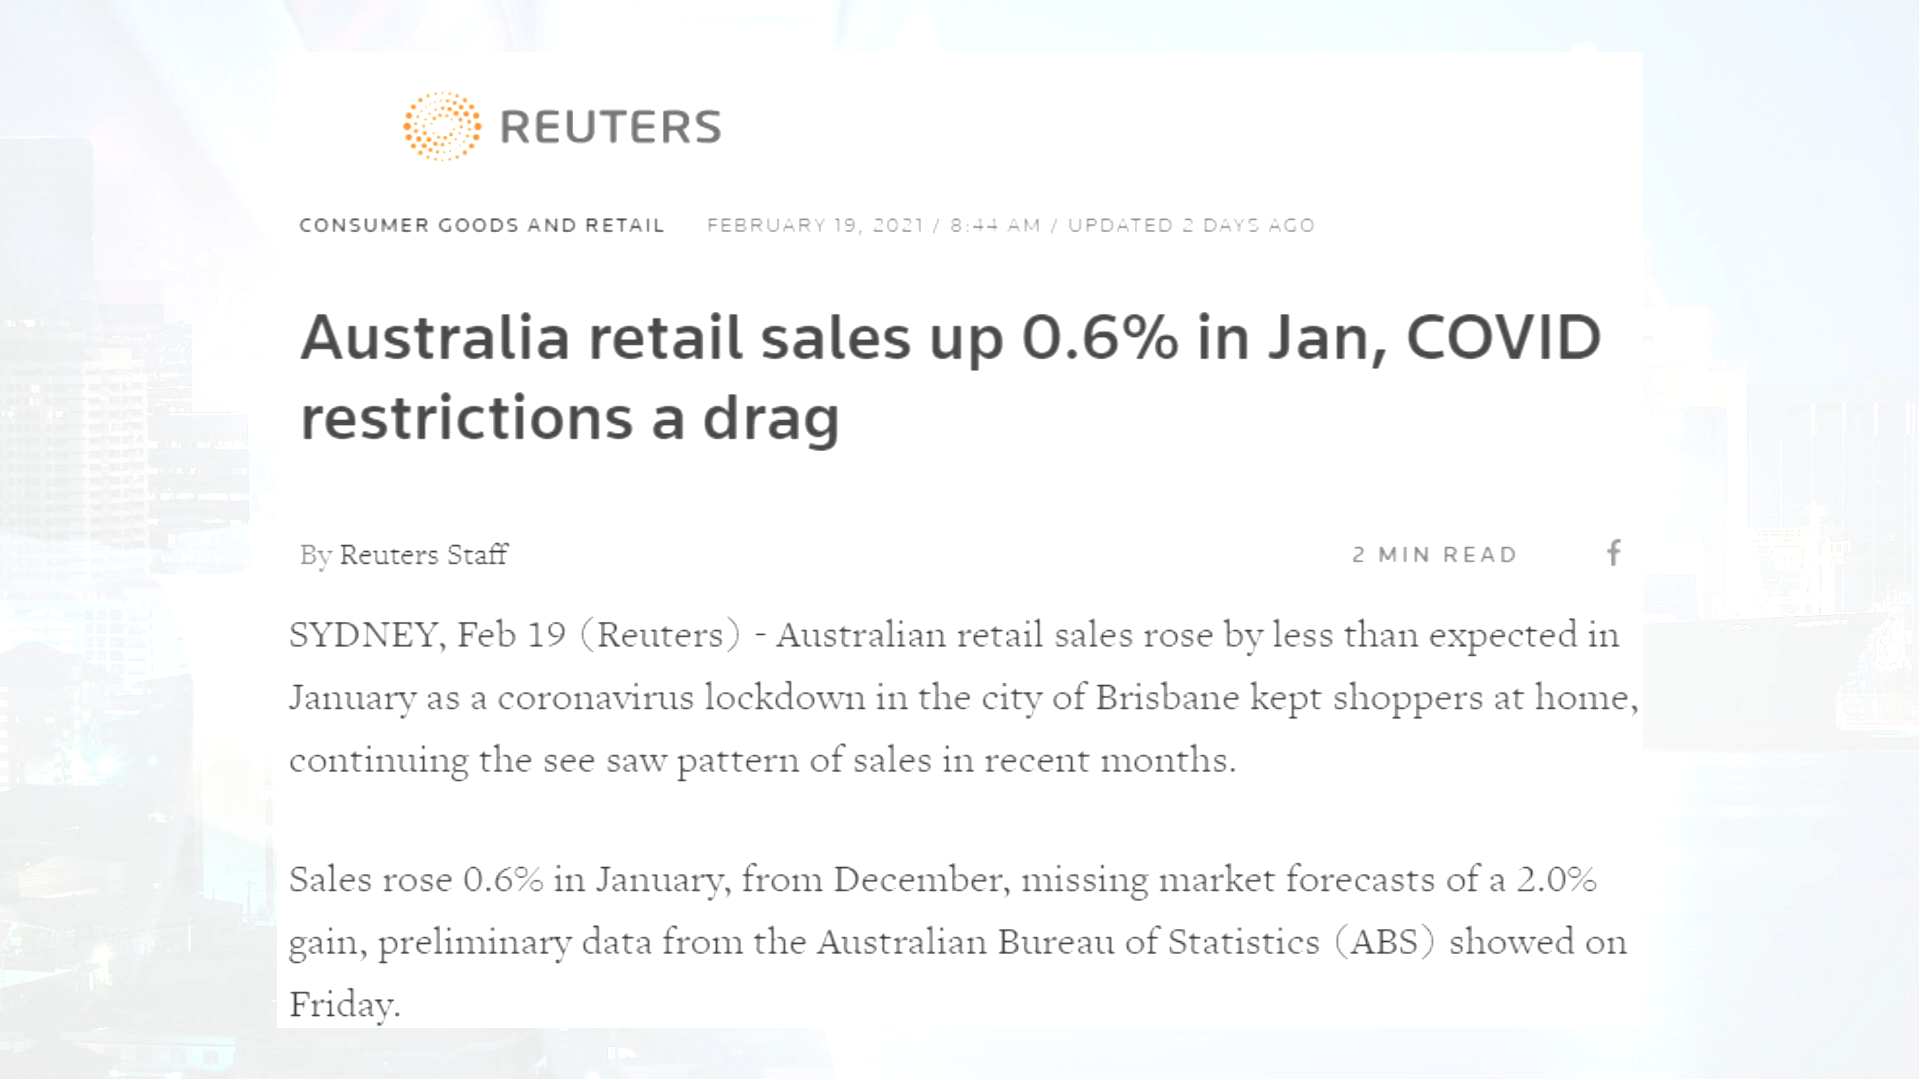 REUTERS
CONSUMER GOODS AND RETAIL FEBRUARY 19, 2021 / 8:44 AM / UPDATED 2 DAYS AGO
Australia retail sales up 0.6% in Jan, COVID
restrictions a drag
By Reuters Staff 2 MIN READ
SYDNEY, Feb 19 (Reuters) - Australian retail sales rose by less than expected in
January as a coronavirus lockdown in the city of Brisbane kept shoppers at home,
continuing the see saw pattern of sales in recent months.
Sales rose 0.6% in January, from December, missing market forecasts of a 2.0%
gain, preliminary data from the Australian Bureau of Statistics (ABS) showed on
Friday.